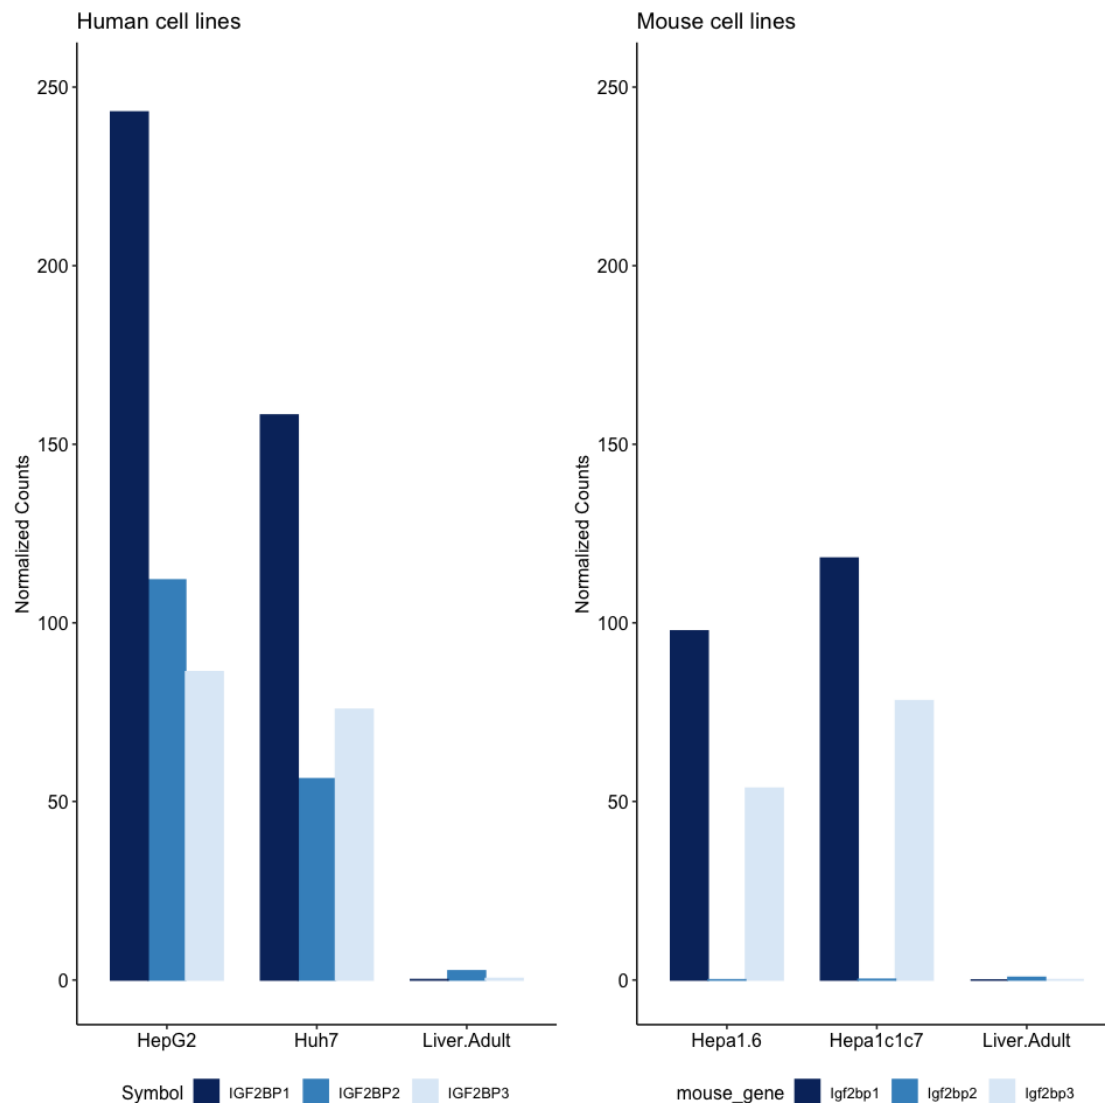 Human cell lines
250
200
150
100
50
0
Normalized Counts
HepG2 Huh7 Liver.Adult
Symbol IGF2BP1 IGF2BP2 IGF2BP3
Mouse cell lines
250
200
150
100
50
0
Normalized Counts
Hepa1.6 Hepa1c1c7 Liver.Adult
mouse_gene Igf2bp1 Igf2bp2 Igf2bp3